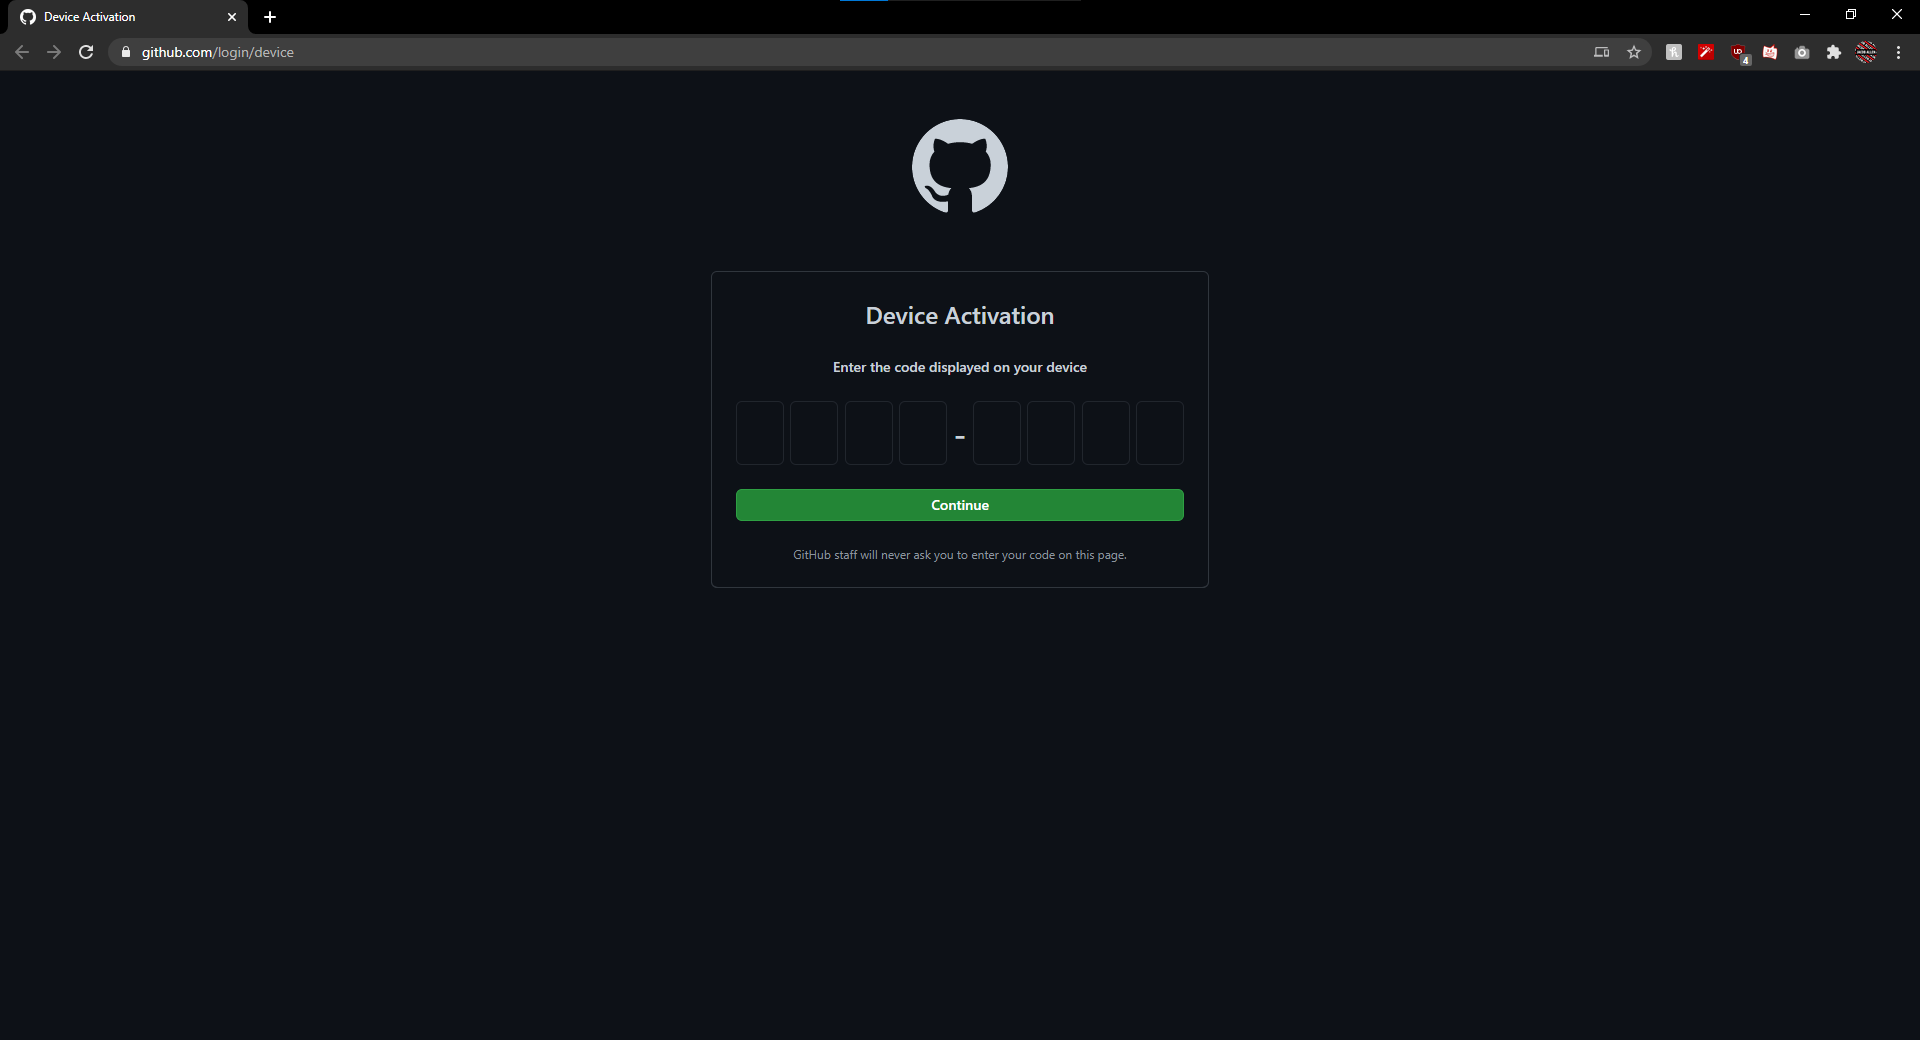 Device Activation
github.com/login/device
4
Device Activation
Enter the code displayed on your device
-
Continue
GitHub staff will never ask you to enter your code on this page.